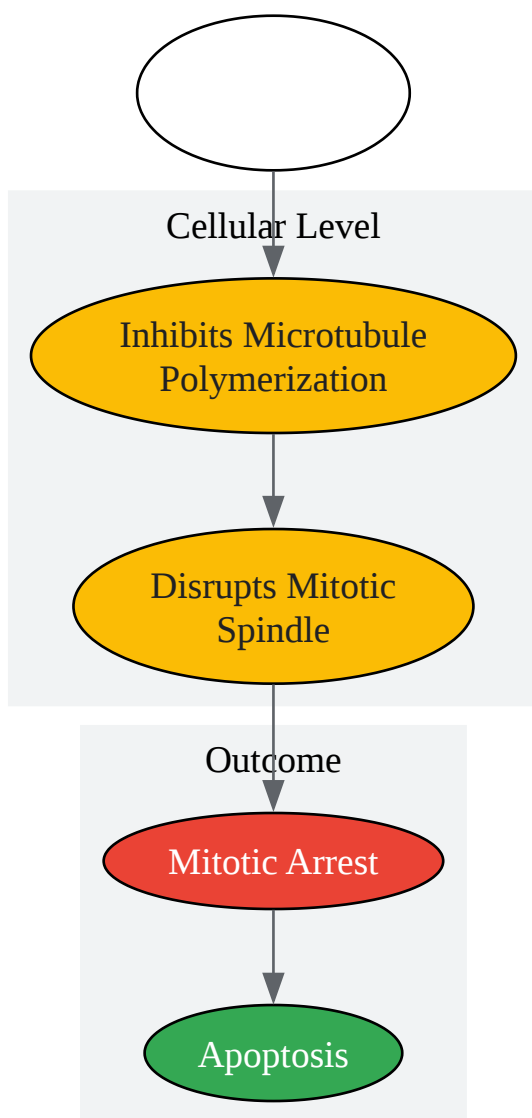 Cellular Level
Inhibits Microtubule
Polymerization
Disrupts Mitotic
Spindle
Outcome
Mitotic Arrest
Apoptosis